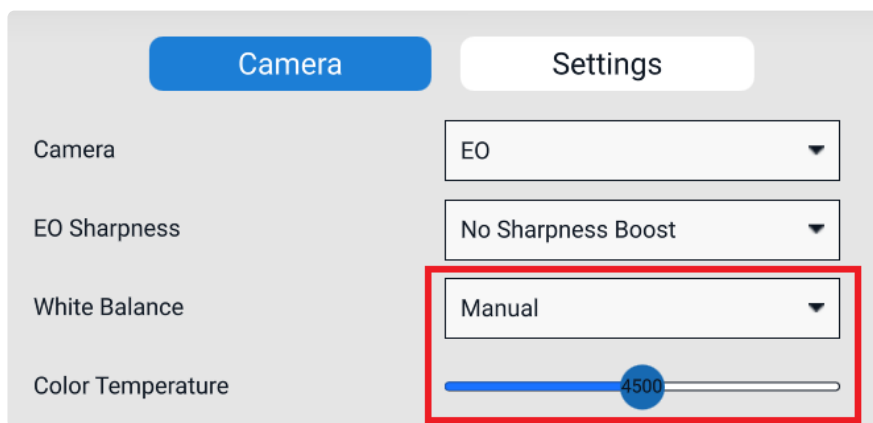 Camera Settings
Camera EO
EO Sharpness No Sharpness Boost
White Balance Manual
Color Temperature 4500